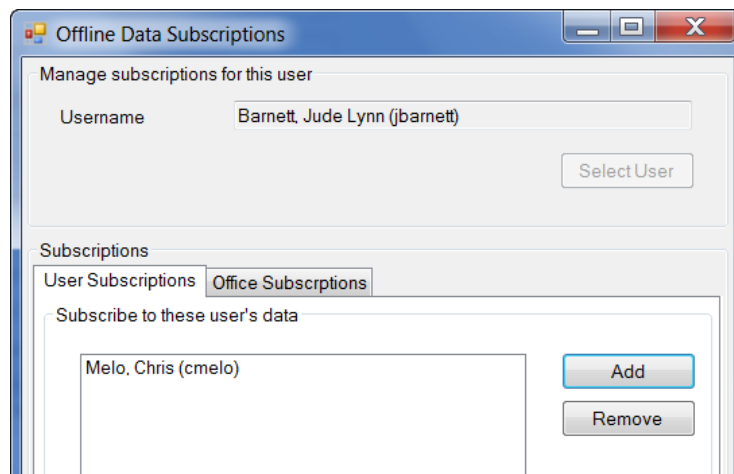 Offline Data Subscriptions
Manage subscriptions for this user
Username Barnett, Jude Lynn (jbarnett)
Select User
Subscriptions
User Subscriptions Office Subscrptions
Subscribe to these user's data
Melo, Chris (cmelo)
Add
Remove